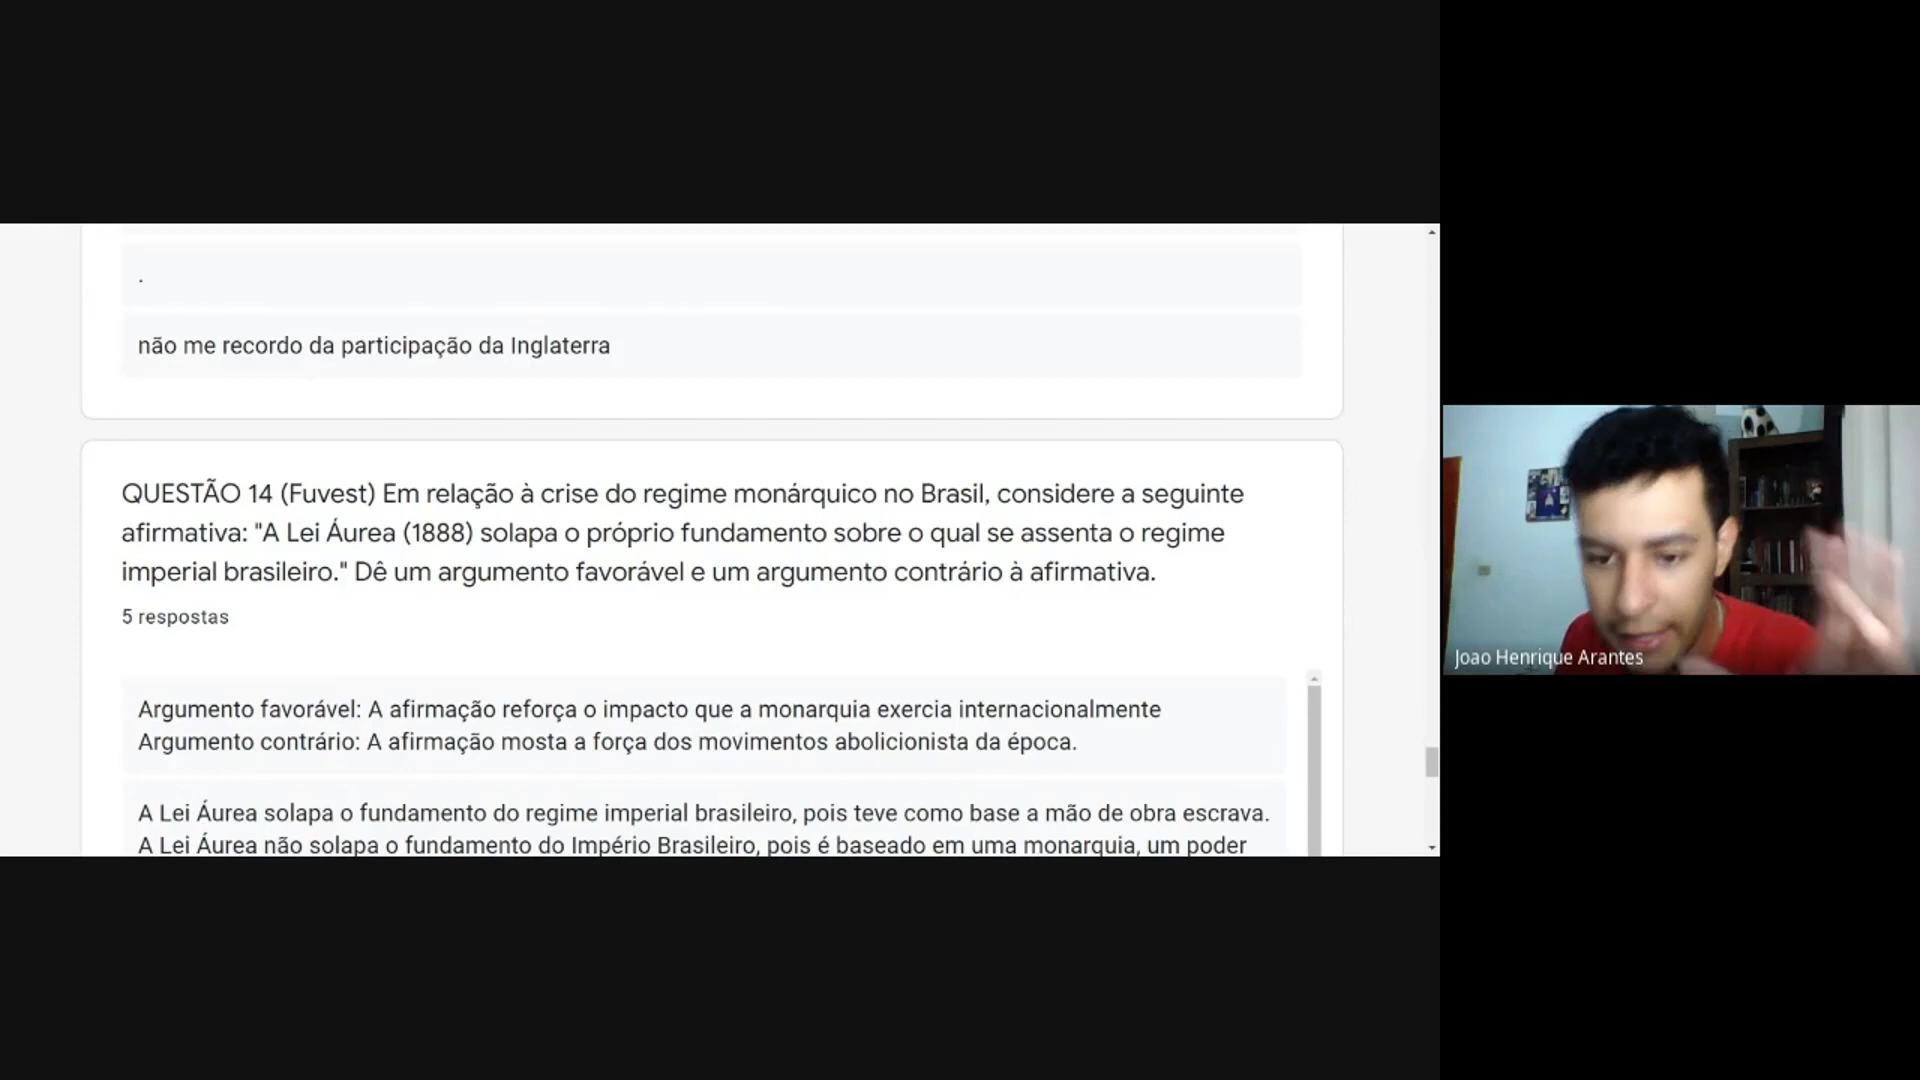 .
não me recordo da participação da Inglaterra
QUESTÃO 14 (Fuvest) Em relação à crise do regime monárquico no Brasil, considere a seguinte
afirmativa: "A Lei Áurea (1888) solapa o próprio fundamento sobre o qual se assenta o regime
imperial brasileiro." Dê um argumento favorável e um argumento contrário à afirmativa.
5 respostas
Argumento favorável: A afirmação reforça o impacto que a monarquia exercia internacionalmente
Argumento contrário: A afirmação mosta a força dos movimentos abolicionista da época.
A Lei Áurea solapa o fundamento do regime imperial brasileiro, pois teve como base a mão de obra escrava.
A Lei Áurea não solapa o fundamento do Império Brasileiro, pois é baseado em uma monarquia, um poder
Joao Henrique Arantes